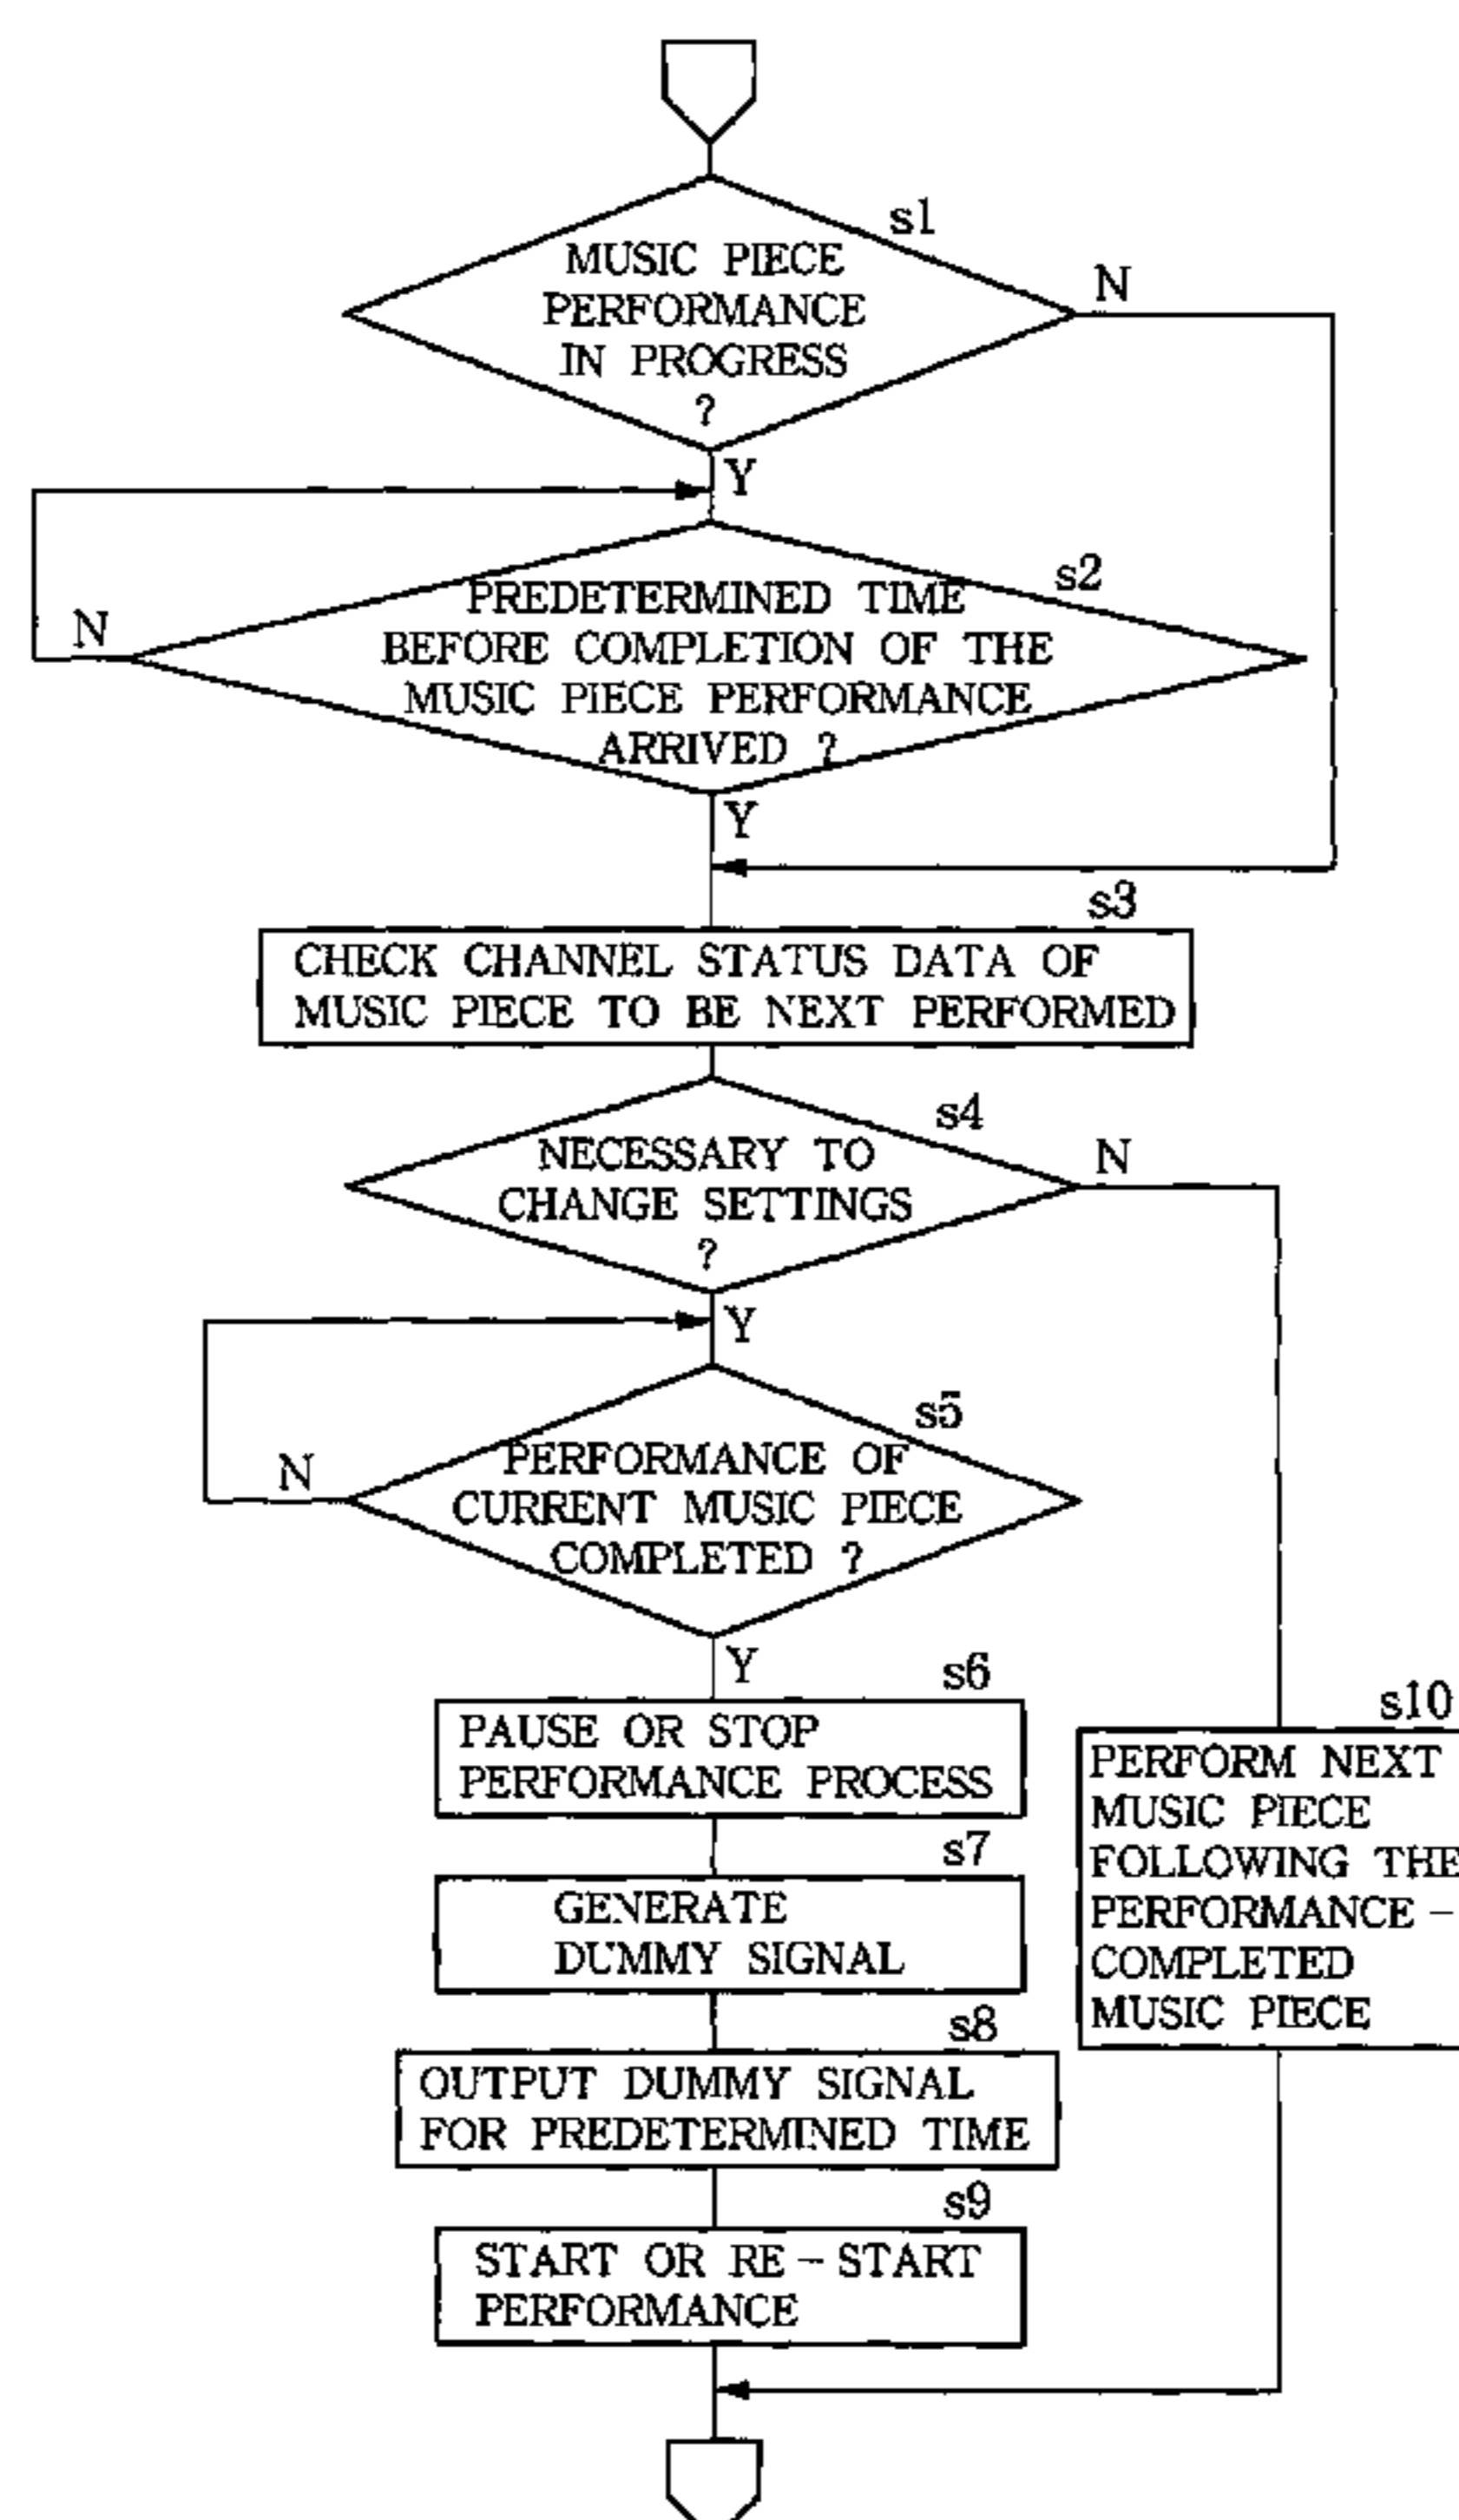 s1
MUSIC PIECE
PERFORMANCE
IN PROGRESS
?
N
Y
s2
PREDETERMINED TIME
BEFORE COMPLETION OF THE
MUSIC PIECE PERFORMANCE
ARRIVED ?
N
Y
s3
CHECK CHANNEL STATUS DATA OF
MUSIC PIECE TO BE NEXT PERFORMED
s4
NECESSARY TO
CHANGE SETTINGS
?
N
Y
s5
PERFORMANCE OF
CURRENT MUSIC PIECE
COMPLETED ?
N
Y
s6
PAUSE OR STOP
PERFORMANCE PROCESS
s10
PERFORM NEXT
MUSIC PIECE
FOLLOWING THE
PERFORMANCE-
COMPLETED
MUSIC PIECE
s7
GENERATE
DUMMY SIGNAL
s8
OUTPUT DUMMY SIGNAL
FOR PREDETERMINED TIME
s9
START OR RE-START
PERFORMANCE